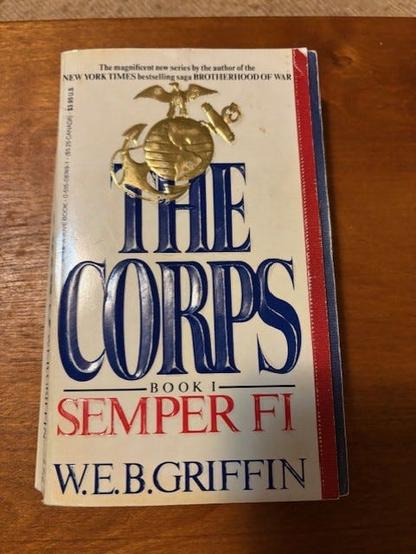 The magnificent new series by the author of the
NEW YORK TIMES bestselling saga BROTHERHOOD OF WAR
THE
CORPS
BOOK I
SEMPER FI
W.E.B. GRIFFIN